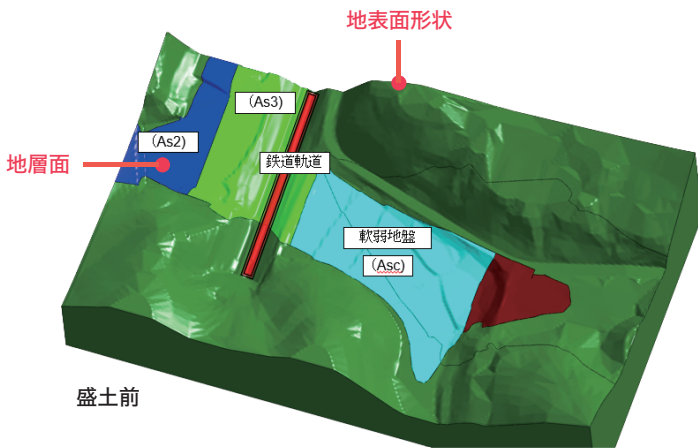 地表面形状
(As3)
(As2)
地層面
鉄道軌道
軟弱地盤
(Asc)
盛土前